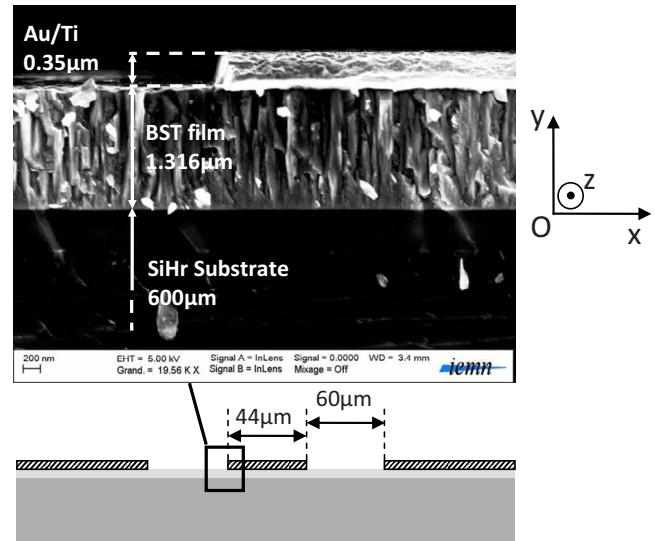 Au/Ti
0.35µm
BST film
1.316µm
SiHr Substrate
600µm
y
z
O
x
200 nm
EHT = 5.00 kV
Signal A = InLens
Signal = 0.0000
WD = 3.4 mm
Grand. = 19.56 K X
Signal B = InLens
Mixage = Off
iemn
60µm
44µm